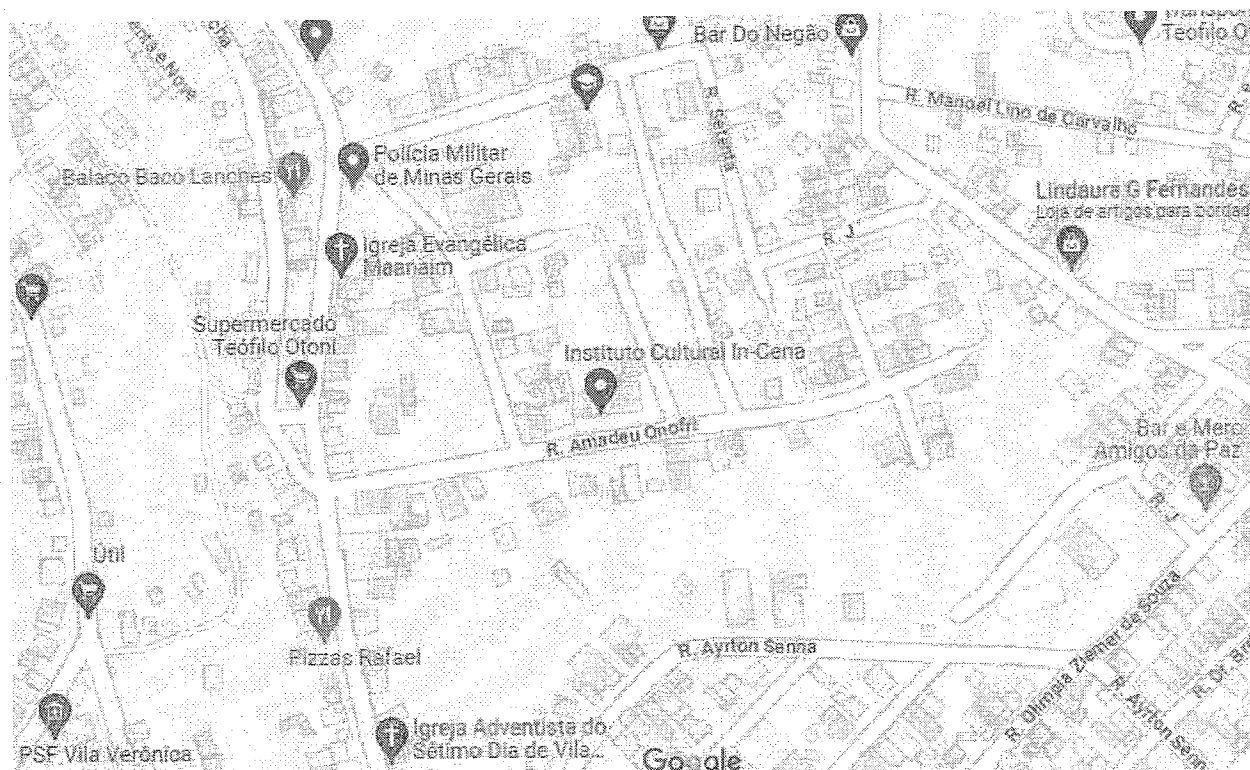 Bar Do Negão
Teófilo O
R. Manoel Lino de Carvalho
Polícia Militar
de Minas Gerais
Balaco Baco Lanches
Lindaura G Fernandes
Loja de artigos para bordad
R. J
Igreja Evangélica
Maanaim
Supermercado
Teófilo Otoni
Instituto Cultural In-Cena
R. Amadeu Onofri
Bar e Merc
Amigos da Paz
Útil
Pizzas Rafael
R. Ayrton Senna
R. Olimpia Ziemer de Souza
R. Ayrton Sen
PSF Vila Verônica
Igreja Adventista do
Sétimo Dia de Vila...
Google